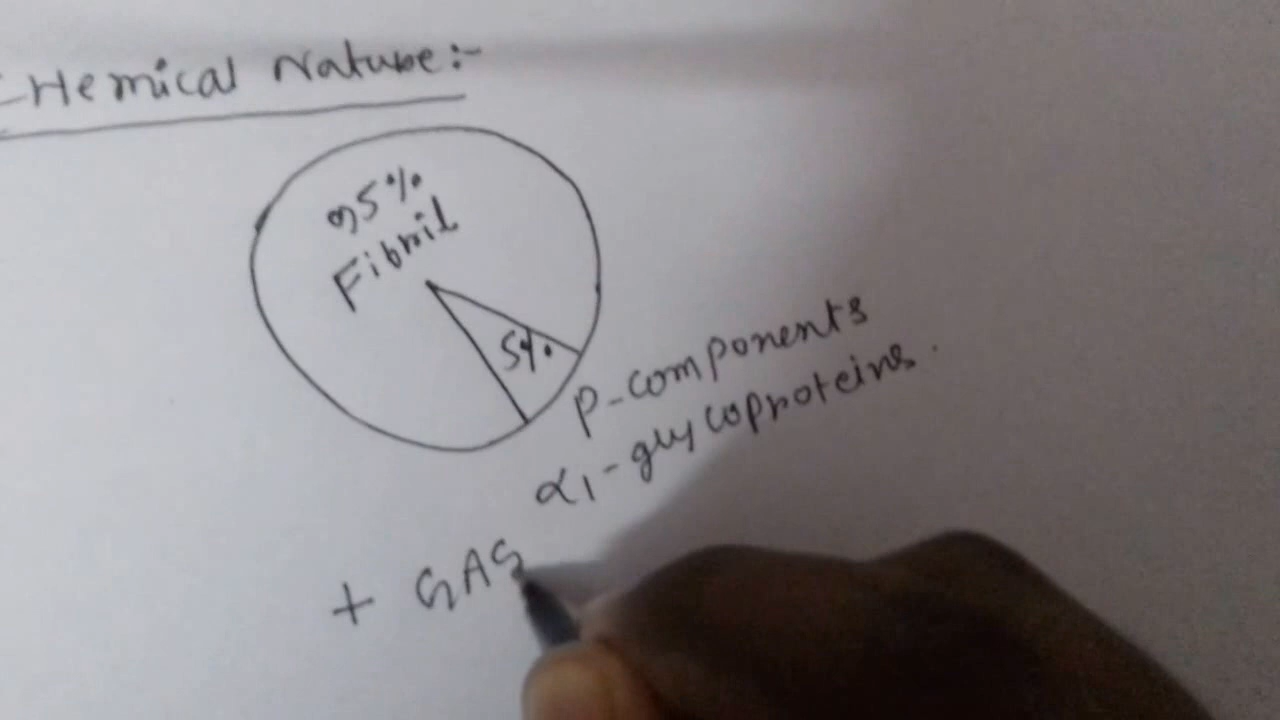 CHemical Nature:-
95%
Fibril
5%
P-components
α1-glycoproteins.
+ GAG